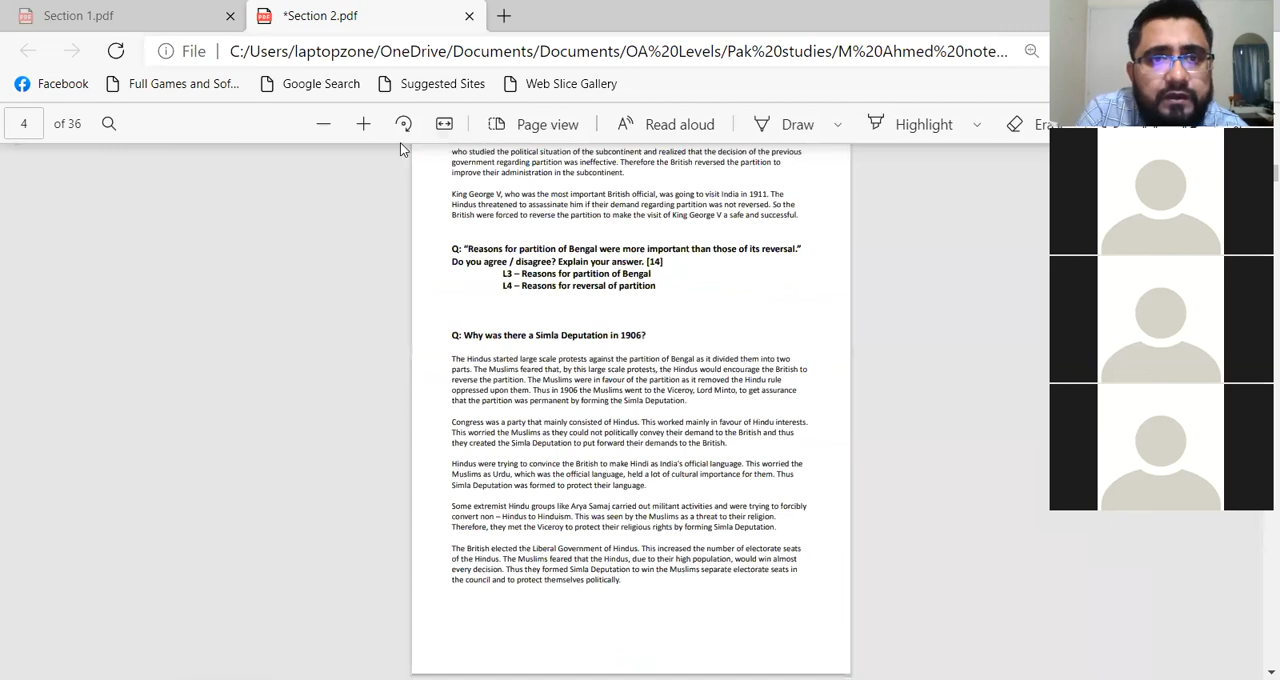 Section 1.pdf
*Section 2.pdf
File
C:/Users/laptopzone/OneDrive/Documents/Documents/OA%20Levels/Pak%20studies/M%20Ahmed%20note...
Facebook
Full Games and Sof...
Google Search
Suggested Sites
Web Slice Gallery
4 of 36
Page view
Read aloud
Draw
Highlight
who studied the political situation of the subcontinent and realized that the decision of the previous
government regarding partition was ineffective. Therefore the British reversed the partition to
improve their administration in the subcontinent.
King George V, who was the most important British official, was going to visit India in 1911. The
Hindus threatened to assassinate him if their demand regarding partition was not reversed. So the
British were forced to reverse the partition to make the visit of King George V a safe and successful.
Q: “Reasons for partition of Bengal were more important than those of its reversal.”
Do you agree / disagree? Explain your answer. [14]
L3 – Reasons for partition of Bengal
L4 – Reasons for reversal of partition
Q: Why was there a Simla Deputation in 1906?
The Hindus started large scale protests against the partition of Bengal as it divided them into two
parts. The Muslims feared that, by this large scale protests, the Hindus would encourage the British to
reverse the partition. The Muslims were in favour of the partition as it removed the Hindu rule
oppressed upon them. Thus in 1906 the Muslims went to the Viceroy, Lord Minto, to get assurance
that the partition was permanent by forming the Simla Deputation.
Congress was a party that mainly consisted of Hindus. This worked mainly in favour of Hindu interests.
This worried the Muslims as they could not politically convey their demand to the British and thus
they created the Simla Deputation to put forward their demands to the British.
Hindus were trying to convince the British to make Hindi as India's official language. This worried the
Muslims as Urdu, which was the official language, held a lot of cultural importance for them. Thus
Simla Deputation was formed to protect their language.
Some extremist Hindu groups like Arya Samaj carried out militant activities and were trying to forcibly
convert non – Hindus to Hinduism. This was seen by the Muslims as a threat to their religion.
Therefore, they met the Viceroy to protect their religious rights by forming Simla Deputation.
The British elected the Liberal Government of Hindus. This increased the number of electorate seats
of the Hindus. The Muslims feared that the Hindus, due to their high population, would win almost
every decision. Thus they formed Simla Deputation to win the Muslims separate electorate seats in
the council and to protect themselves politically.